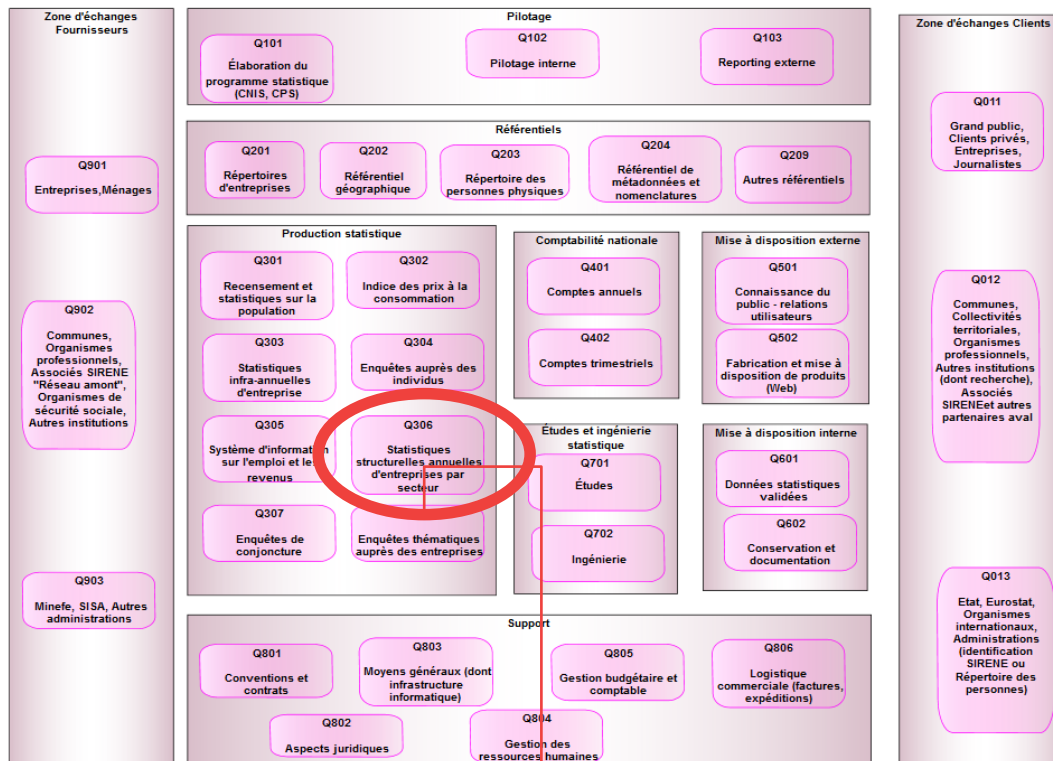 Zone d'échanges
Fournisseurs
Q901
Entreprises,Ménages
Q902
Communes,
Organismes
professionnels,
Associés SIRENE
"Réseau amont",
Organismes de
sécurité sociale,
Autres institutions
Q903
Minefe, SISA, Autres
administrations
Pilotage
Q101
Élaboration du
programme statistique
(CNIS, CPS)
Q102
Pilotage interne
Q103
Reporting externe
Référentiels
Q201
Répertoires
d'entreprises
Q202
Référentiel
géographique
Q203
Répertoire des
personnes physiques
Q204
Référentiel de
métadonnées et
nomenclatures
Q209
Autres référentiels
Production statistique
Q301
Recensement et
statistiques sur la
population
Q302
Indice des prix à la
consommation
Q303
Statistiques
infra-annuelles
d'entreprise
Q304
Enquêtes auprès des
individus
Q305
Système d'information
sur l'emploi et les
revenus
Q306
Statistiques
structurelles annuelles
d'entreprises par
secteur
Q307
Enquêtes de
conjoncture
Enquêtes thématiques
auprès des entreprises
Comptabilité nationale
Q401
Comptes annuels
Q402
Comptes trimestriels
Mise à disposition externe
Q501
Connaissance du
public - relations
utilisateurs
Q502
Fabrication et mise à
disposition de produits
(Web)
Études et ingénierie
statistique
Q701
Études
Q702
Ingénierie
Mise à disposition interne
Q601
Données statistiques
validées
Q602
Conservation et
documentation
Support
Q801
Conventions et
contrats
Q803
Moyens généraux (dont
infrastructure
informatique)
Q805
Gestion budgétaire et
comptable
Q806
Logistique
commerciale (factures,
expéditions)
Q802
Aspects juridiques
Q804
Gestion des
ressources humaines
Zone d'échanges Clients
Q011
Grand public,
Clients privés,
Entreprises,
Journalistes
Q012
Communes,
Collectivités
territoriales,
Organismes
professionnels,
Autres institutions
(dont recherche),
Associés
SIRENEet autres
partenaires aval
Q013
Etat, Eurostat,
Organismes
internationaux,
Administrations
(identification
SIRENE ou
Répertoire des
personnes)